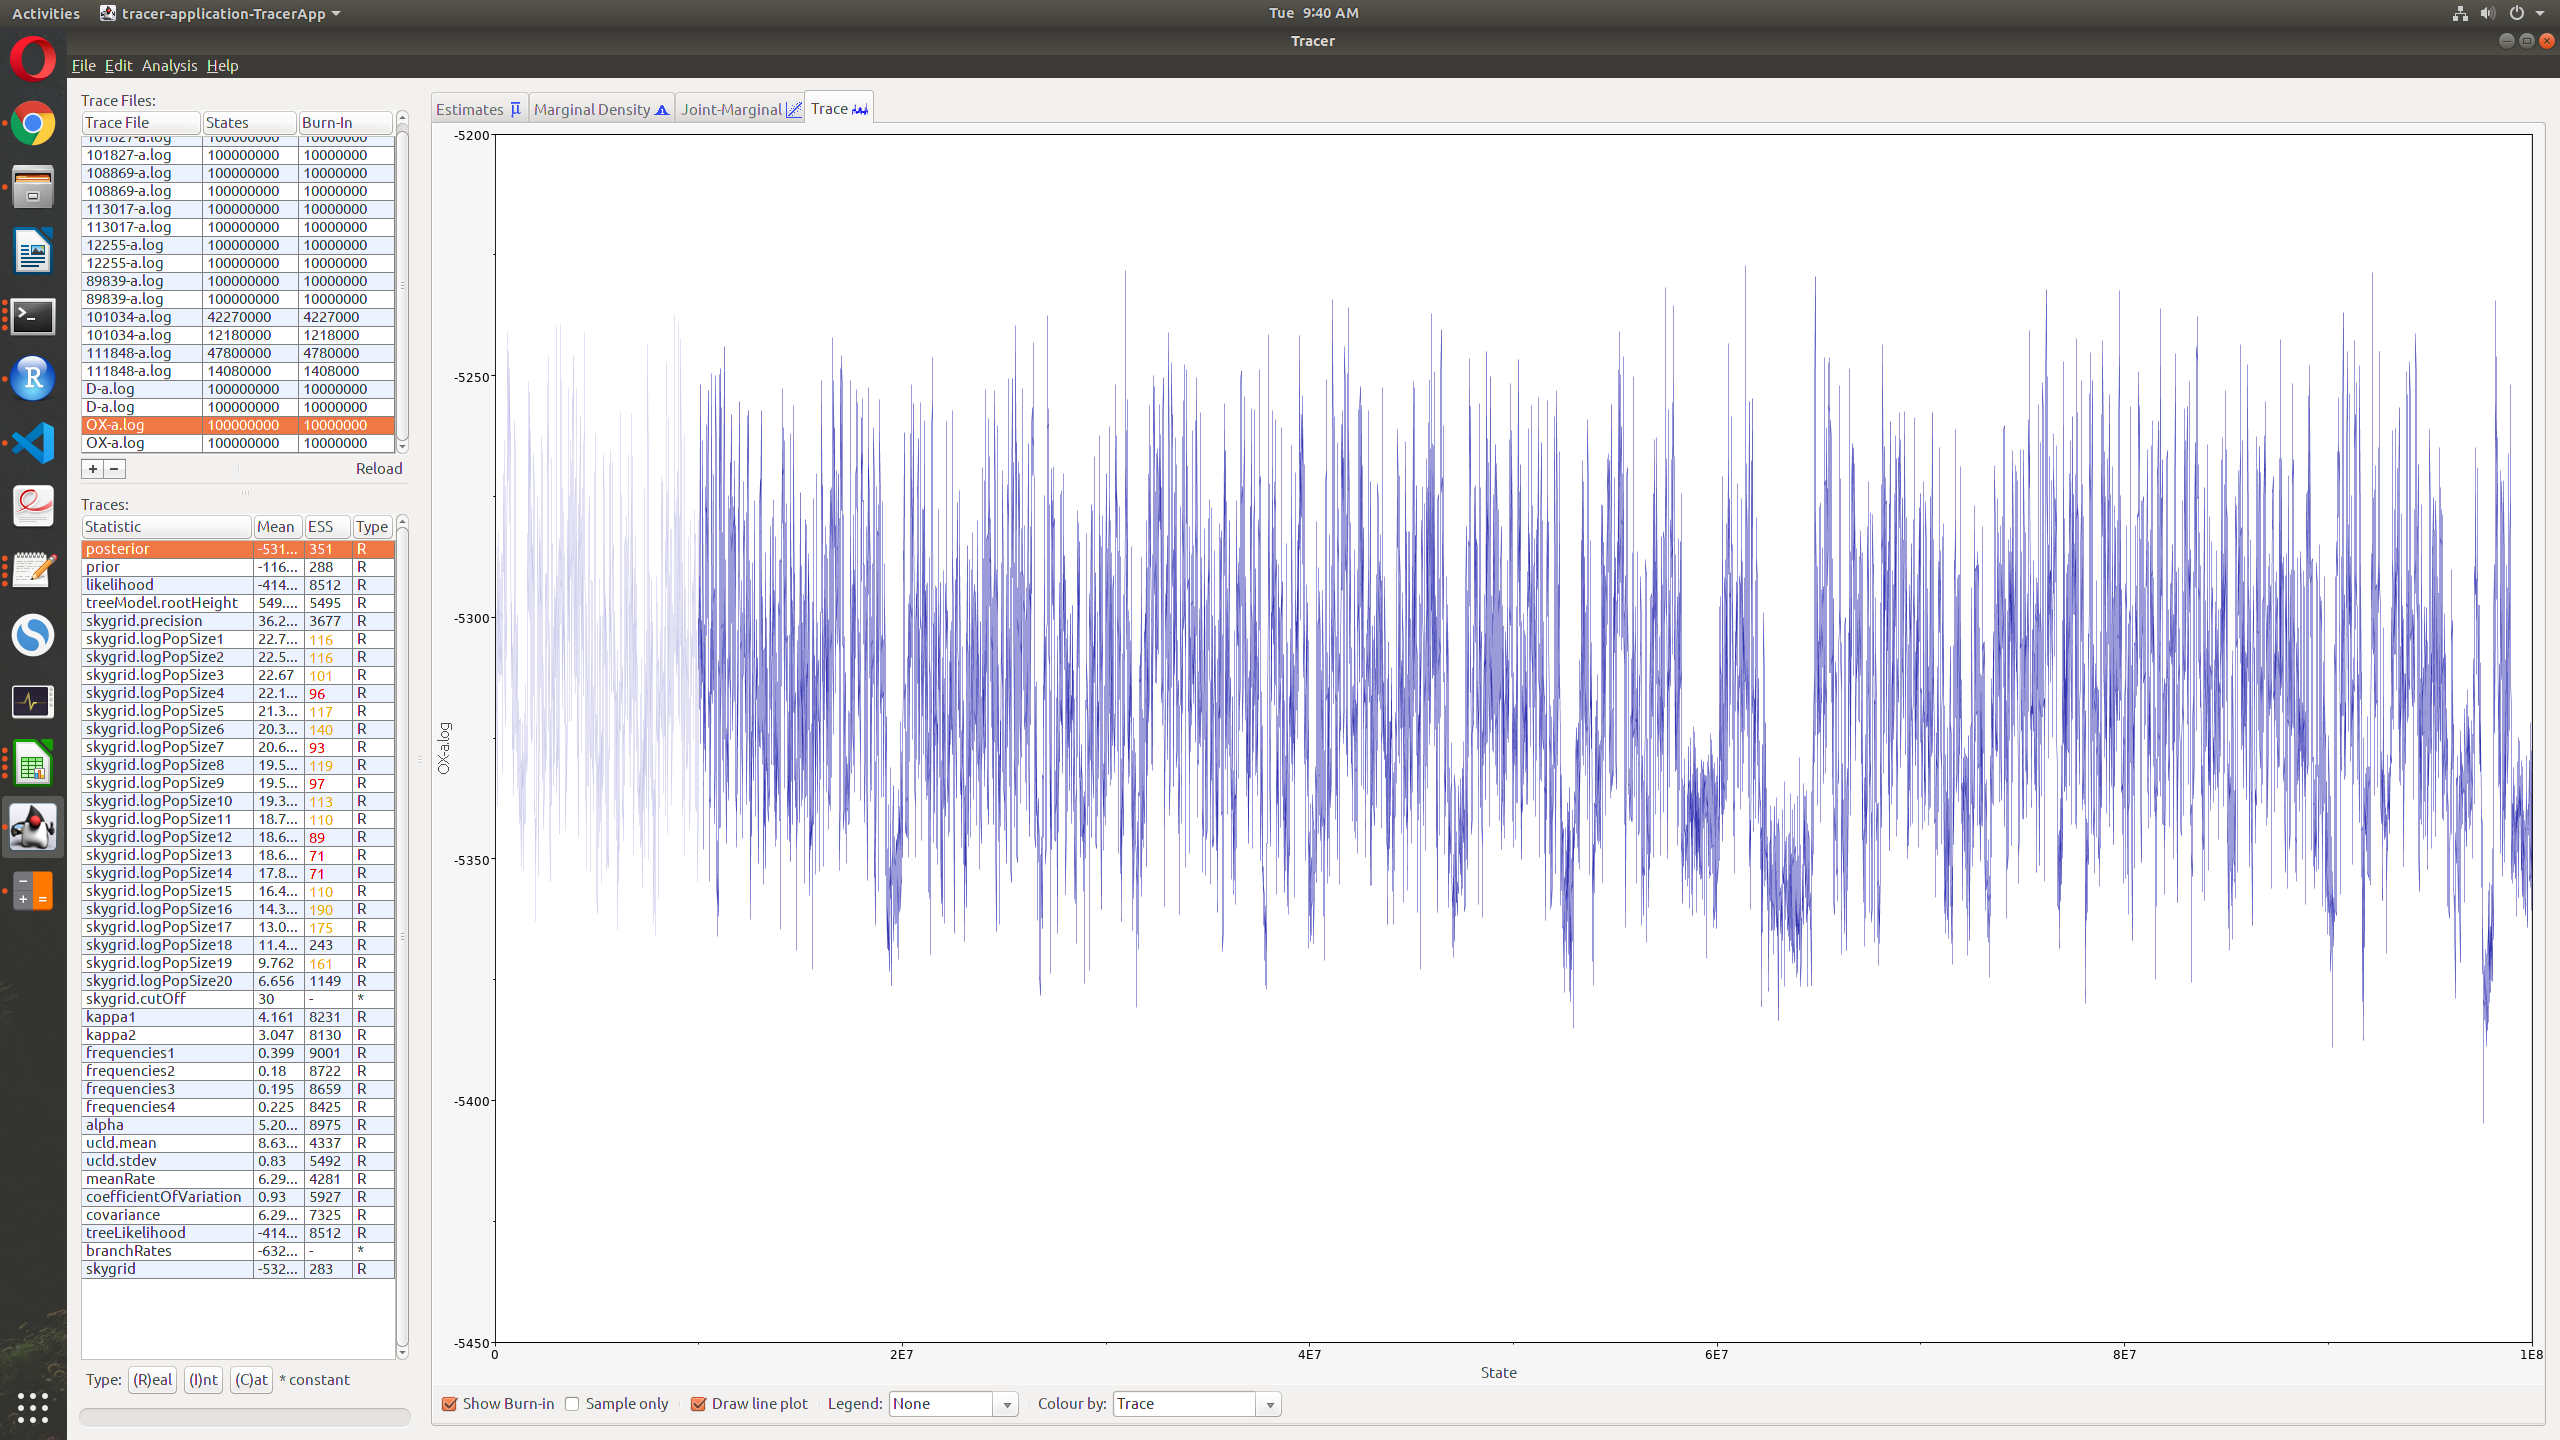 Activities tracer-application-TracerApp Tue 9:40 AM
Tracer
File Edit Analysis Help
Trace Files:
Trace File States Burn-In
101827-a.log 100000000 10000000
101827-a.log 100000000 10000000
108869-a.log 100000000 10000000
108869-a.log 100000000 10000000
113017-a.log 100000000 10000000
113017-a.log 100000000 10000000
12255-a.log 100000000 10000000
12255-a.log 100000000 10000000
89839-a.log 100000000 10000000
89839-a.log 100000000 10000000
101034-a.log 42270000 4227000
101034-a.log 12180000 1218000
111848-a.log 47800000 4780000
111848-a.log 14080000 1408000
D-a.log 100000000 10000000
D-a.log 100000000 10000000
OX-a.log 100000000 10000000
OX-a.log 100000000 10000000
+ − Reload
Traces:
Statistic Mean ESS Type
posterior -531... 351 R
prior -116... 288 R
likelihood -414... 8512 R
treeModel.rootHeight 549.... 5495 R
skygrid.precision 36.2... 3677 R
skygrid.logPopSize1 22.7... 116 R
skygrid.logPopSize2 22.5... 116 R
skygrid.logPopSize3 22.67 101 R
skygrid.logPopSize4 22.1... 96 R
skygrid.logPopSize5 21.3... 117 R
skygrid.logPopSize6 20.3... 140 R
skygrid.logPopSize7 20.6... 93 R
skygrid.logPopSize8 19.5... 119 R
skygrid.logPopSize9 19.5... 97 R
skygrid.logPopSize10 19.3... 113 R
skygrid.logPopSize11 18.7... 110 R
skygrid.logPopSize12 18.6... 89 R
skygrid.logPopSize13 18.6... 71 R
skygrid.logPopSize14 17.8... 71 R
skygrid.logPopSize15 16.4... 110 R
skygrid.logPopSize16 14.3... 190 R
skygrid.logPopSize17 13.0... 175 R
skygrid.logPopSize18 11.4... 243 R
skygrid.logPopSize19 9.762 161 R
skygrid.logPopSize20 6.656 1149 R
skygrid.cutOff 30 - *
kappa1 4.161 8231 R
kappa2 3.047 8130 R
frequencies1 0.399 9001 R
frequencies2 0.18 8722 R
frequencies3 0.195 8659 R
frequencies4 0.225 8425 R
alpha 5.20... 8975 R
ucld.mean 8.63... 4337 R
ucld.stdev 0.83 5492 R
meanRate 6.29... 4281 R
coefficientOfVariation 0.93 5927 R
covariance 6.29... 7325 R
treeLikelihood -414... 8512 R
branchRates -632... - *
skygrid -532... 283 R
Type: (R)eal (I)nt (C)at * constant
Estimates μ Marginal Density Joint-Marginal Trace
-5200
-5250
-5300
-5350
-5400
-5450
OX-a.log
0 2E7 4E7 6E7 8E7 1E8
State
Show Burn-in Sample only Draw line plot Legend: None Colour by: Trace